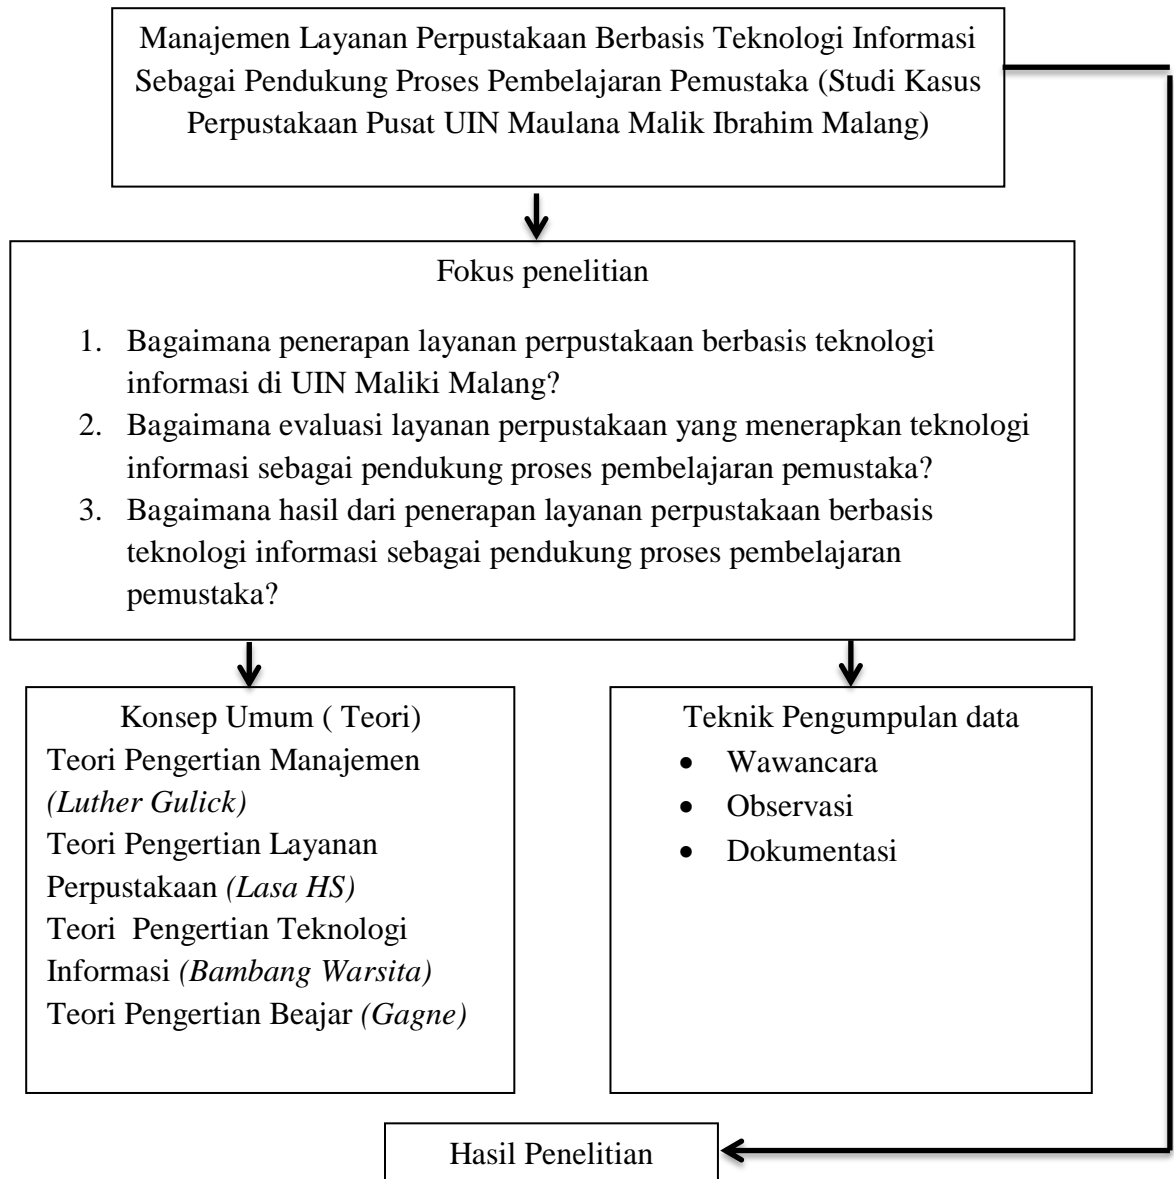 Manajemen Layanan Perpustakaan Berbasis Teknologi Informasi
Sebagai Pendukung Proses Pembelajaran Pemustaka (Studi Kasus
Perpustakaan Pusat UIN Maulana Malik Ibrahim Malang)
Fokus penelitian
1. Bagaimana penerapan layanan perpustakaan berbasis teknologi
informasi di UIN Maliki Malang?
2. Bagaimana evaluasi layanan perpustakaan yang menerapkan teknologi
informasi sebagai pendukung proses pembelajaran pemustaka?
3. Bagaimana hasil dari penerapan layanan perpustakaan berbasis
teknologi informasi sebagai pendukung proses pembelajaran
pemustaka?
Konsep Umum ( Teori)
Teori Pengertian Manajemen
(Luther Gulick)
Teori Pengertian Layanan
Perpustakaan (Lasa HS)
Teori  Pengertian Teknologi
Informasi (Bambang Warsita)
Teori Pengertian Beajar (Gagne)
Teknik Pengumpulan data
• Wawancara
• Observasi
• Dokumentasi
Hasil Penelitian